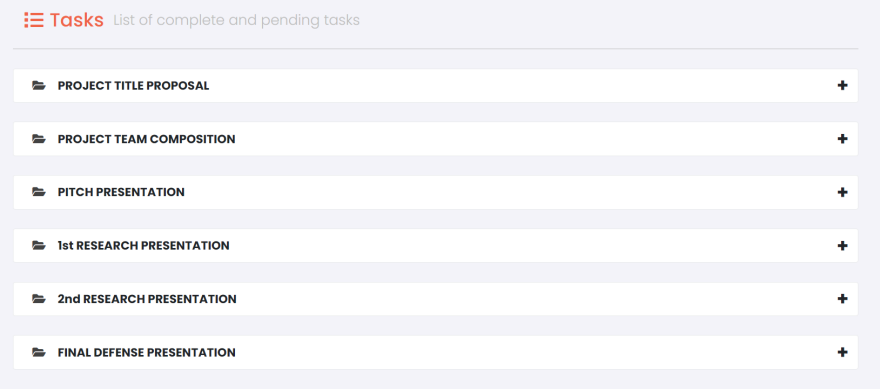 Tasks List of complete and pending tasks
PROJECT TITLE PROPOSAL
PROJECT TEAM COMPOSITION
PITCH PRESENTATION
1st RESEARCH PRESENTATION
2nd RESEARCH PRESENTATION
FINAL DEFENSE PRESENTATION